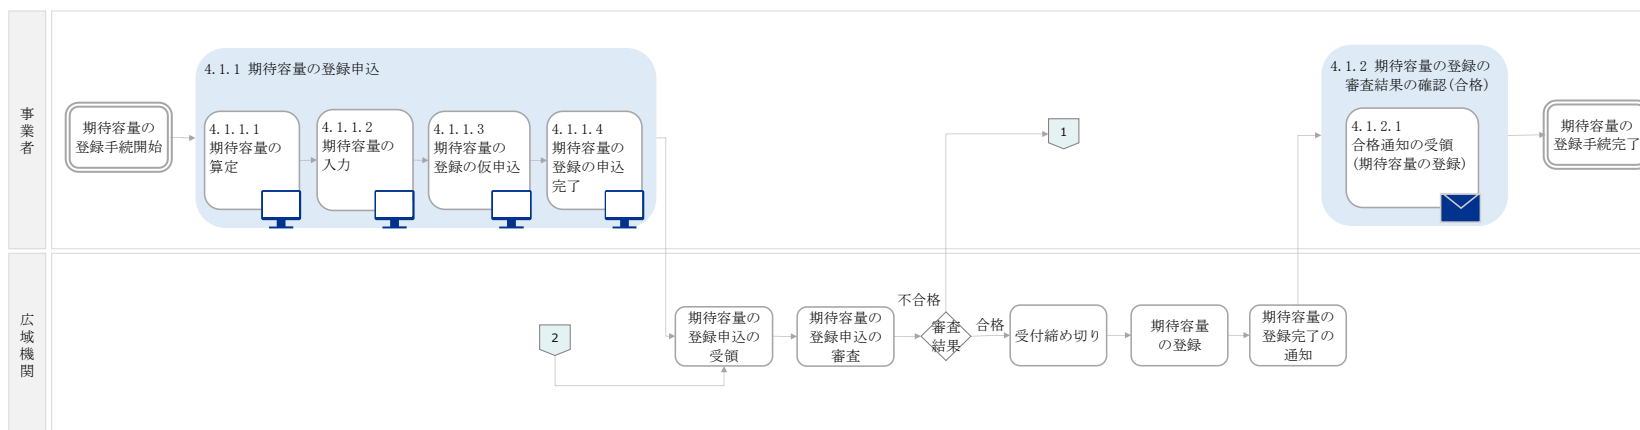 事業者
期待容量の
登録手続開始
4.1.1 期待容量の登録申込
4.1.1.1
期待容量の
算定
4.1.1.2
期待容量の
入力
4.1.1.3
期待容量の
登録の仮申込
4.1.1.4
期待容量の
登録の申込
完了
1
4.1.2 期待容量の登録の
審査結果の確認(合格)
4.1.2.1
合格通知の受領
(期待容量の登録)
期待容量の
登録手続完了
広域機関
2
期待容量の
登録申込の
受領
期待容量の
登録申込の
審査
不合格
審査
結果
合格
受付締め切り
期待容量
の登録
期待容量の
登録完了の
通知